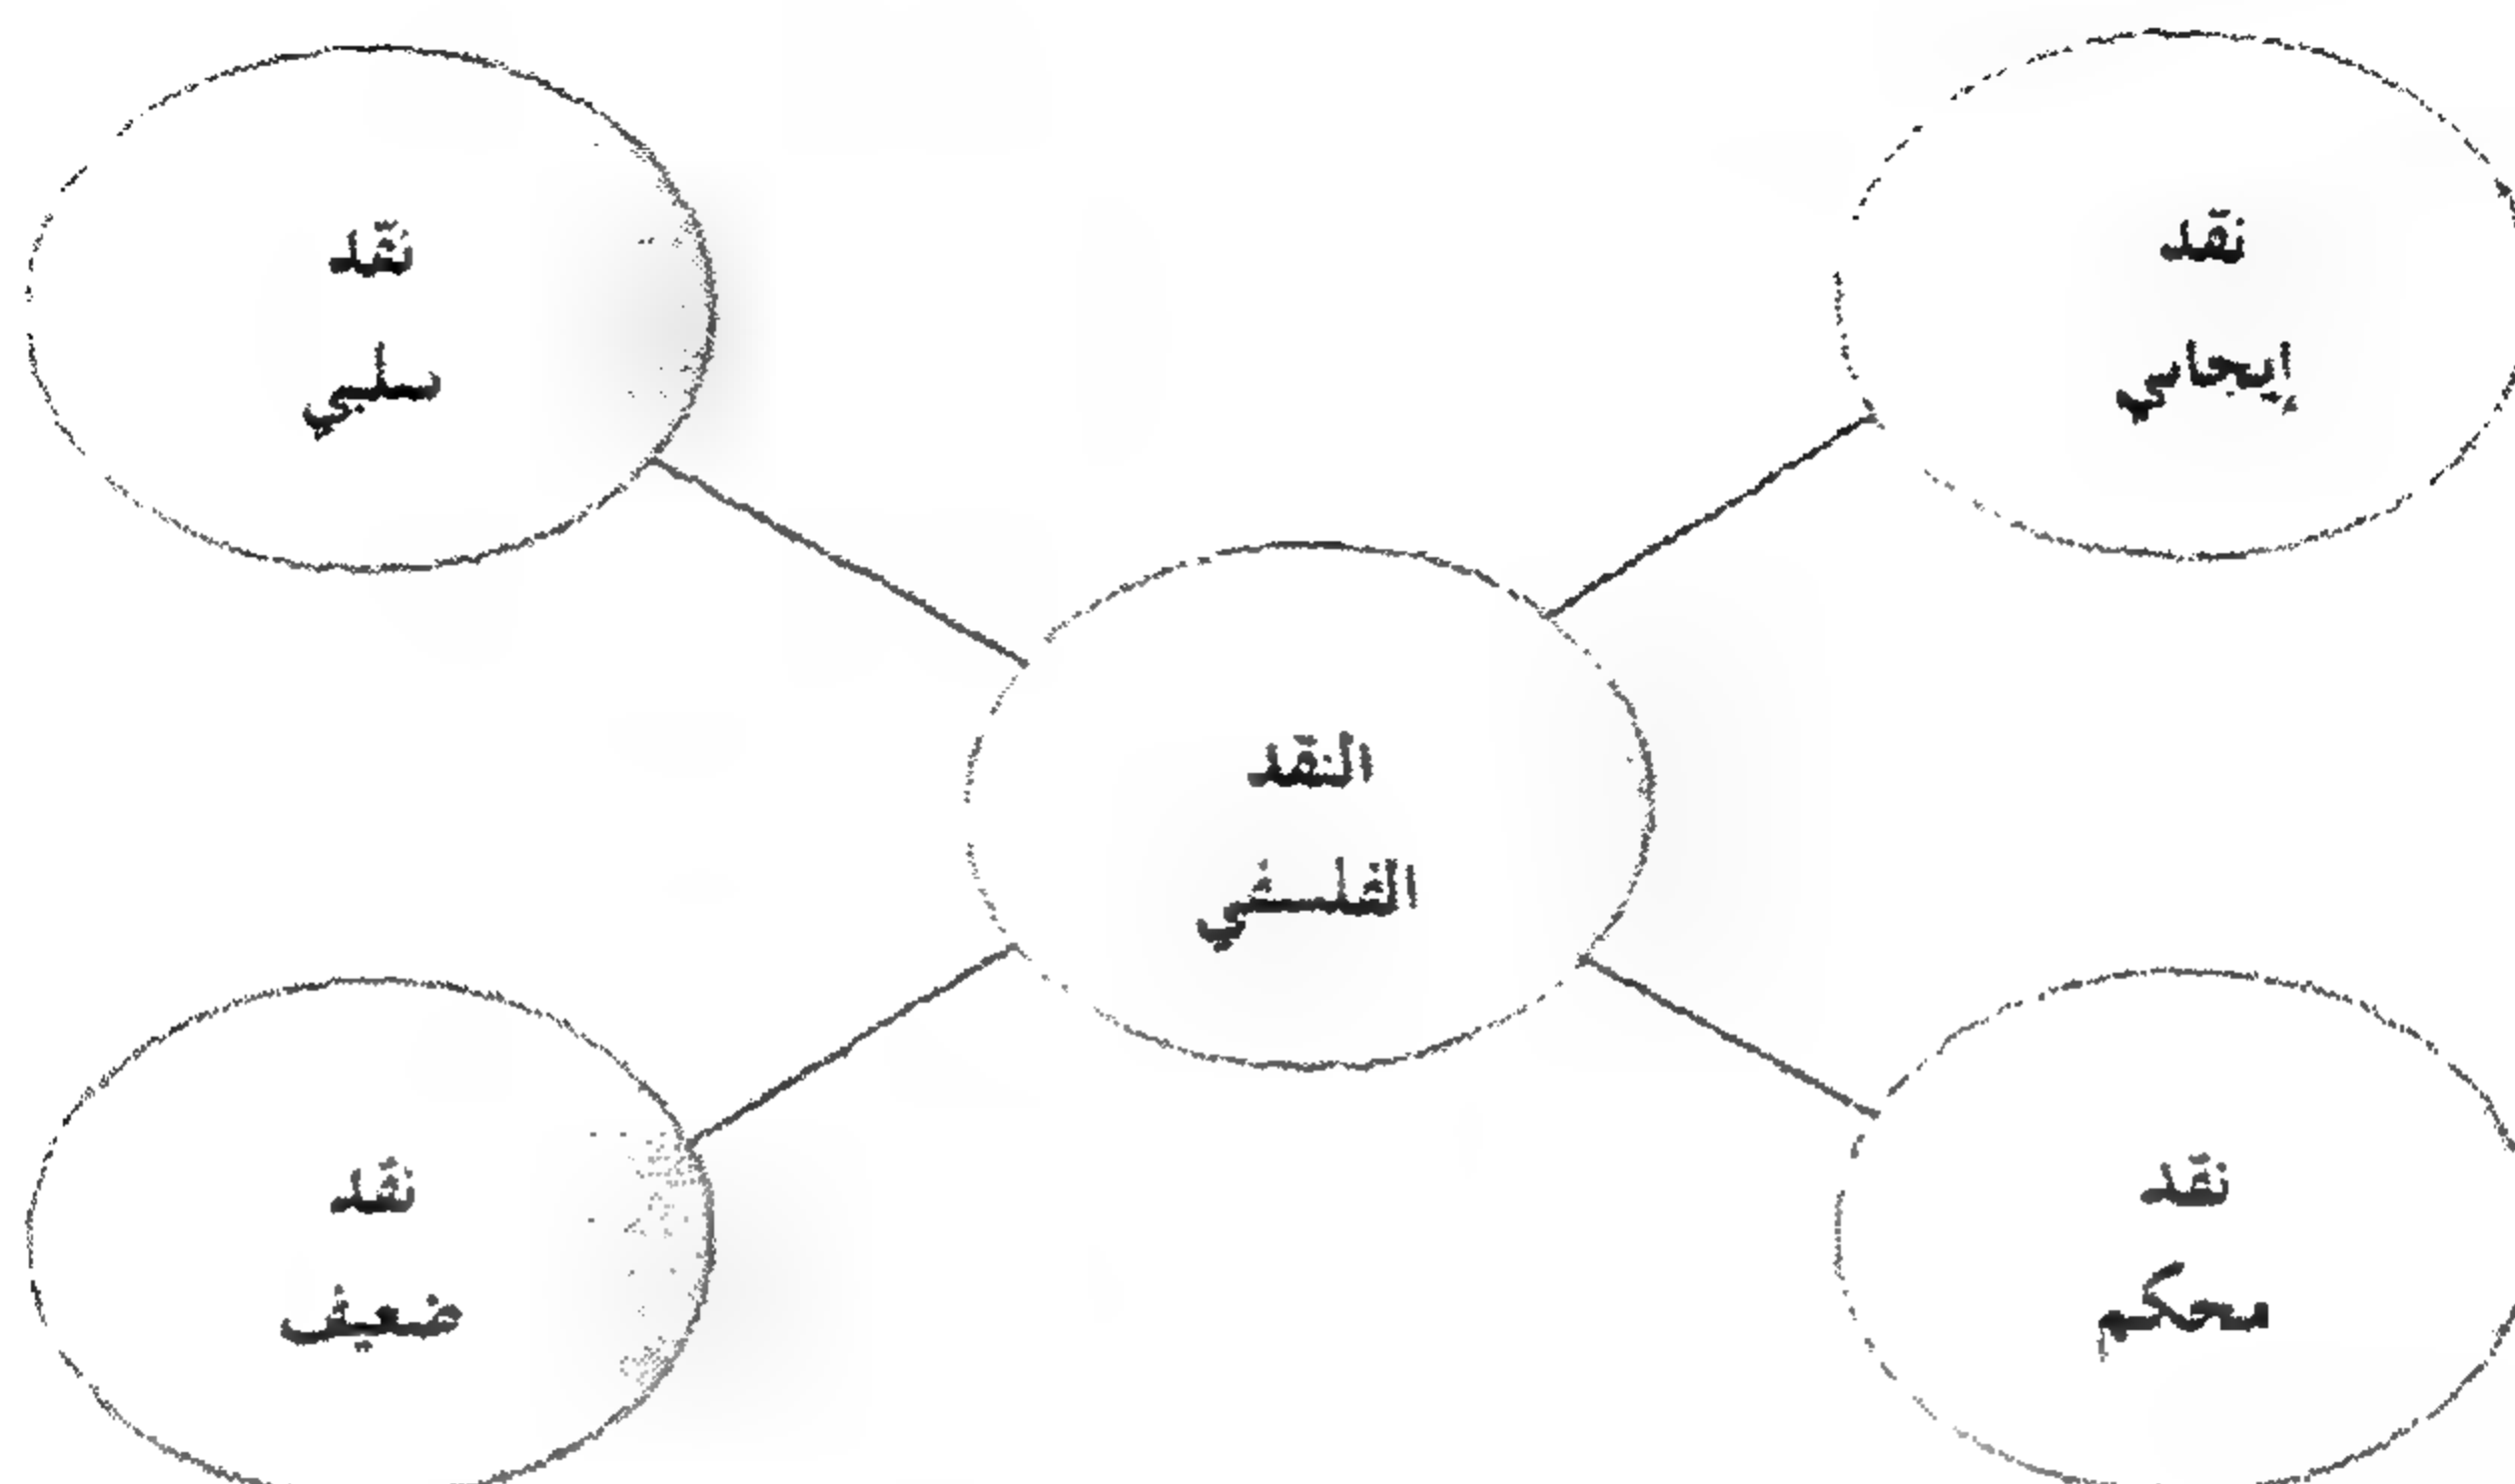 نقد
إيجابي
نقد
سلبي
النقد
الفلسفي
نقد
محكم
نقد
ضعيف